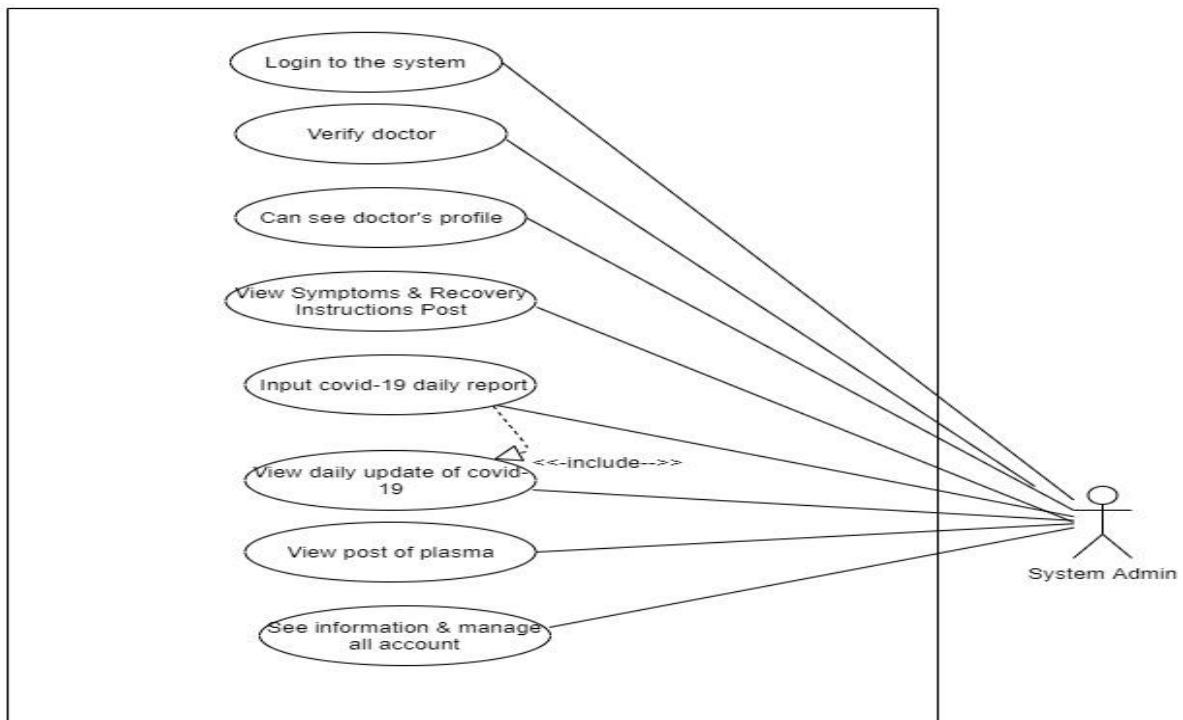 Login to the system
Verify doctor
Can see doctor's profile
View Symptoms & Recovery
Instructions Post
Input covid-19 daily report
<<-include-->>
View daily update of covid-
19
View post of plasma
System Admin
See information & manage
all account